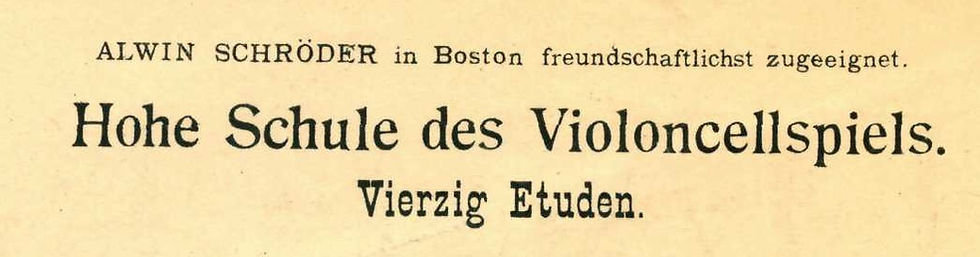 ALWIN SCHRÖDER in Boston freundschaftlichst zugeeignet.
Hohe Schule des Violoncellspiels.
Vierzig Etuden.